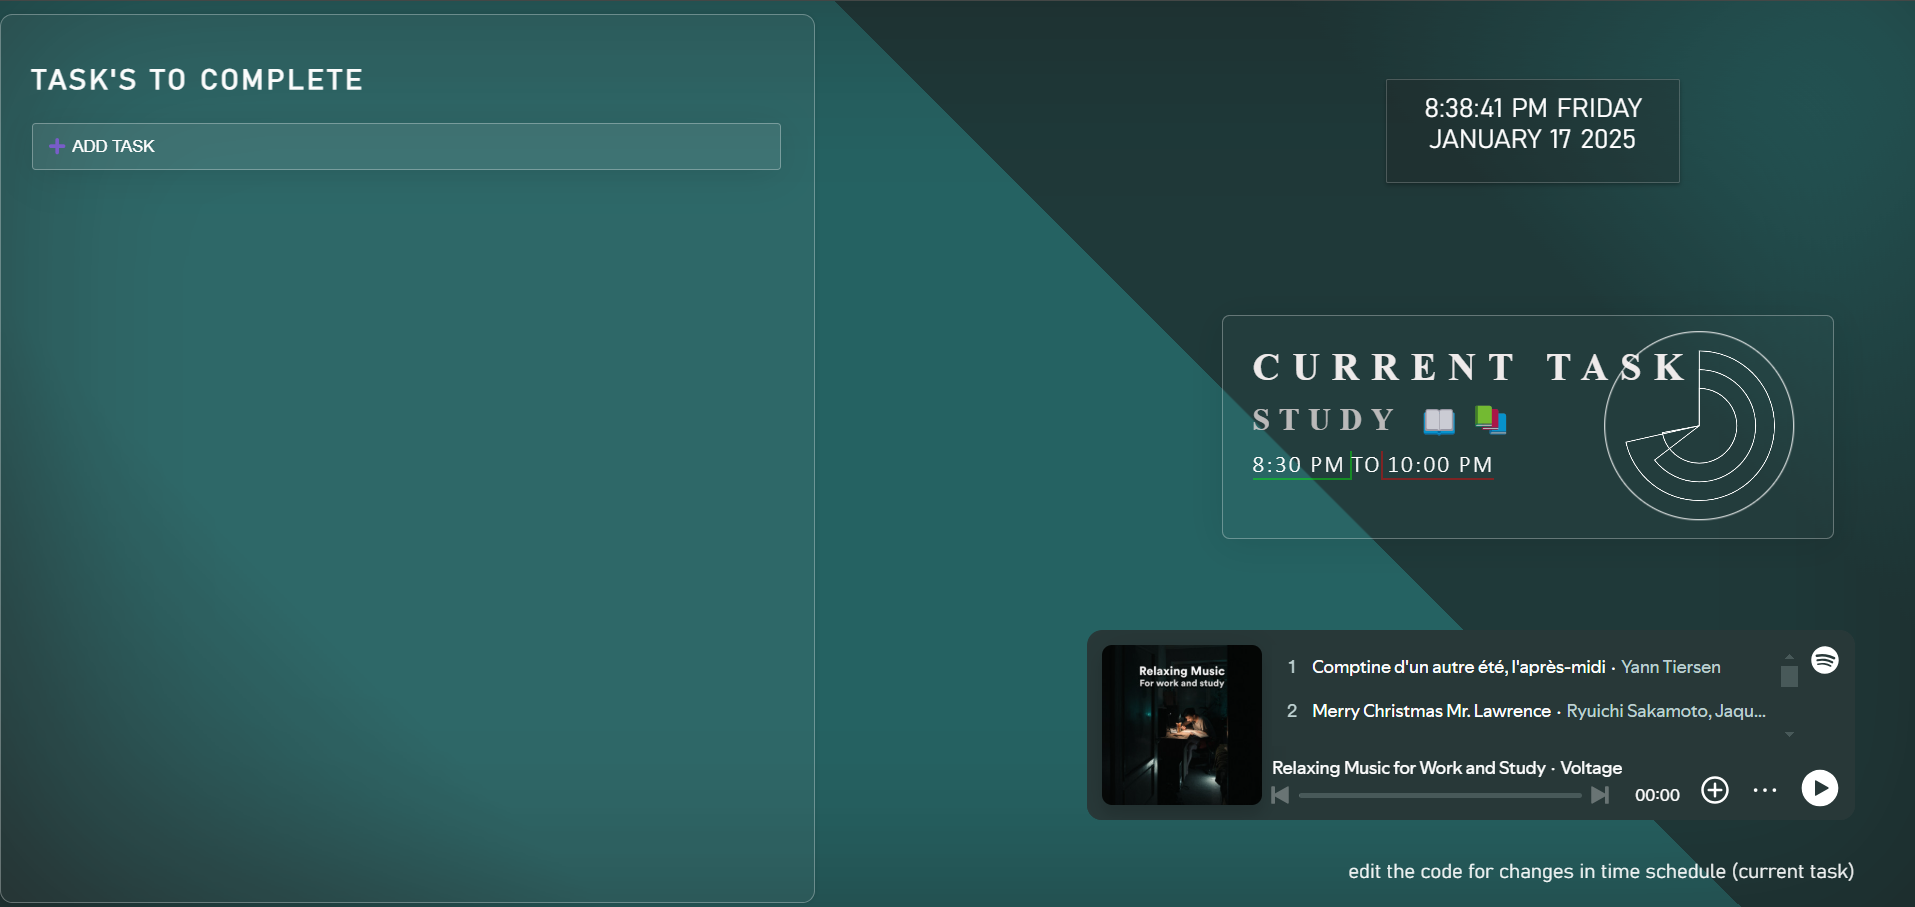 TASK'S TO COMPLETE
➕ ADD TASK
8:38:41 PM FRIDAY
JANUARY 17 2025
CURRENT TASK
STUDY 📖 📚
8:30 PM TO 10:00 PM
Relaxing Music
For work and study
1 Comptine d'un autre été, l'après-midi · Yann Tiersen
2 Merry Christmas Mr. Lawrence · Ryuichi Sakamoto, Jaqu...
Relaxing Music for Work and Study · Voltage
00:00
edit the code for changes in time schedule (current task)